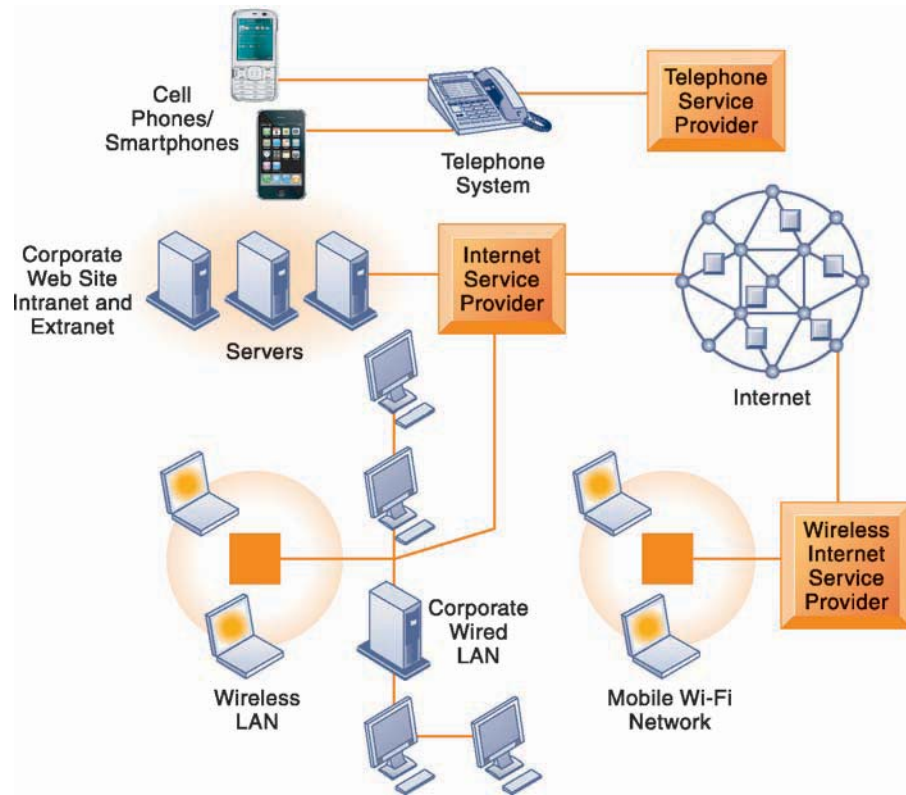 Cell
Phones/
Smartphones
Telephone
System
Telephone
Service
Provider
Corporate
Web Site
Intranet and
Extranet
Servers
Internet
Service
Provider
Internet
Wireless
LAN
Corporate
Wired
LAN
Mobile Wi-Fi
Network
Wireless
Internet
Service
Provider